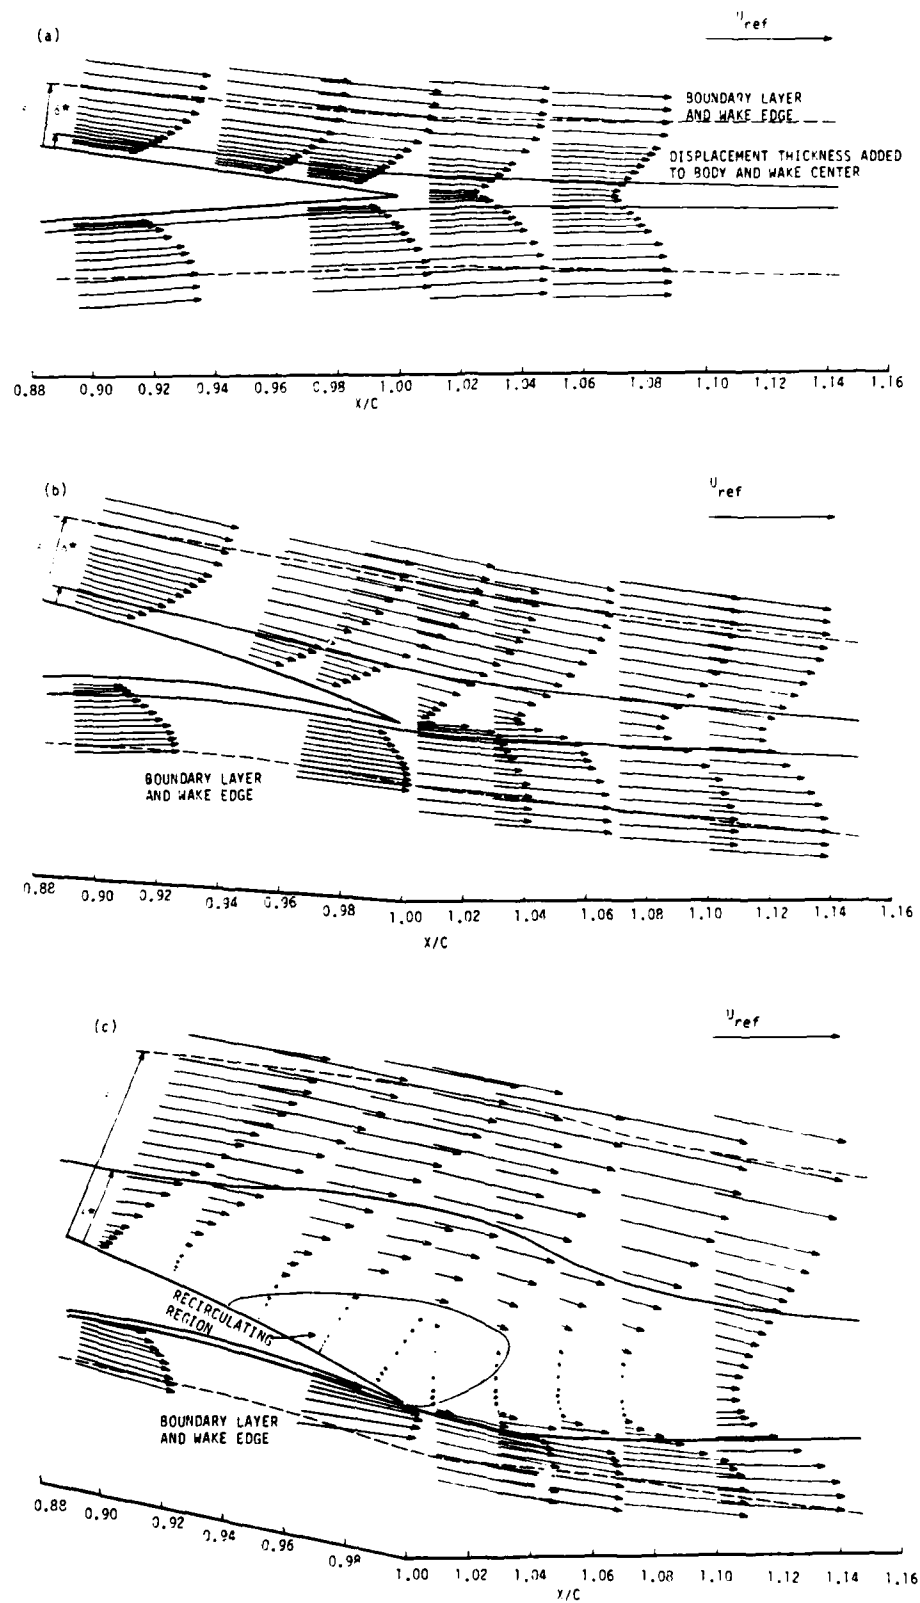 (a)
U ref
δ*
BOUNDARY LAYER
AND WAKE EDGE
DISPLACEMENT THICKNESS ADDED
TO BODY AND WAKE CENTER
0.88 0.90 0.92 0.94 0.96 0.98 1.00 1.02 1.04 1.06 1.08 1.10 1.12 1.14 1.16
X/C
(b)
U ref
BOUNDARY LAYER
AND WAKE EDGE
0.88 0.90 0.92 0.94 0.96 0.98 1.00 1.02 1.04 1.06 1.08 1.10 1.12 1.14 1.16
X/C
(c)
U ref
RECIRCULATING
REGION
BOUNDARY LAYER
AND WAKE EDGE
0.88 0.90 0.92 0.94 0.96 0.98 1.00 1.02 1.04 1.06 1.08 1.10 1.12 1.14 1.16
X/C